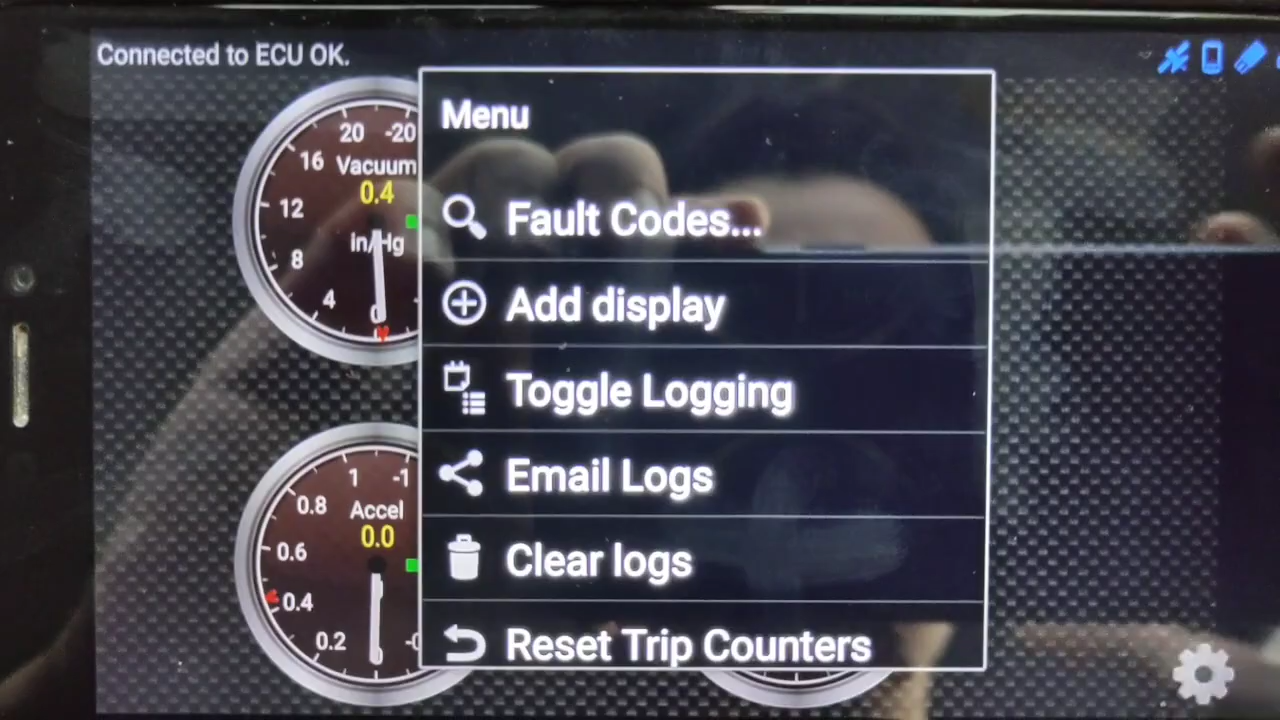 Connected to ECU OK.
Menu
Fault Codes...
Add display
Toggle Logging
Email Logs
Clear logs
Reset Trip Counters
20 -20
16 Vacuum
0.4
12
in/Hg
8
4
0
1 -1
0.8 Accel
0.0
0.6
0.4
0.2